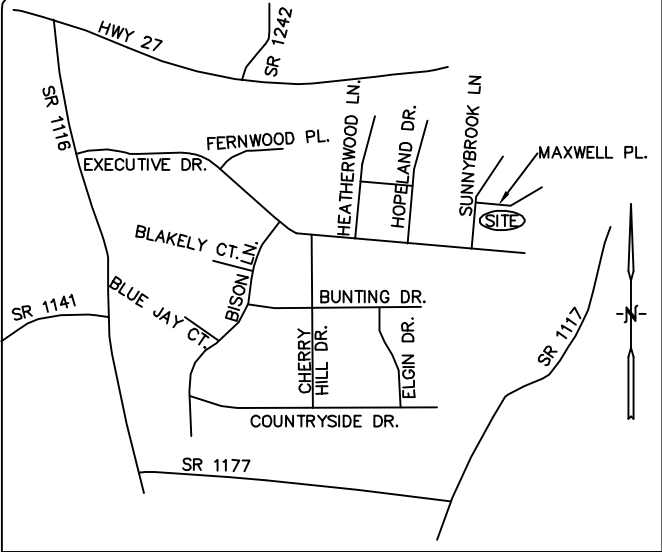 HWY 27
SR 1242
SR 1116
FERNWOOD PL.
EXECUTIVE DR.
HEATHERWOOD LN.
HOPELAND DR.
SUNNYBROOK LN
MAXWELL PL.
SITE
BLAKELY CT.
BISON LN.
BLUE JAY CT.
SR 1141
BUNTING DR.
CHERRY
HILL DR.
ELGIN DR.
SR 1117
-N-
COUNTRYSIDE DR.
SR 1177